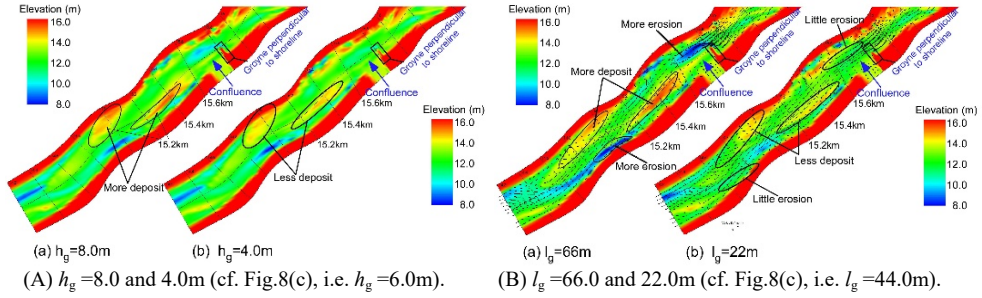 Elevation (m)
16.0
14.0
12.0
10.0
8.0
Groyne perpendicular
to shoreline
Confluence
15.6km
15.4km
15.2km
More deposit
(a) hg=8.0m
Groyne perpendicular
to shoreline
Confluence
15.6km
15.4km
15.2km
Less deposit
(b) hg=4.0m
Elevation (m)
16.0
14.0
12.0
10.0
8.0
(A) hg =8.0 and 4.0m (cf. Fig.8(c), i.e. hg =6.0m).
Elevation (m)
16.0
14.0
12.0
10.0
8.0
More erosion
More deposit
Groyne perpendicular
to shoreline
Confluence
15.6km
15.4km
15.2km
More erosion
(a) lg=66m
Little erosion
Groyne perpendicular
to shoreline
Confluence
15.6km
15.4km
15.2km
Less deposit
Little erosion
(b) lg=22m
Elevation (m)
16.0
14.0
12.0
10.0
8.0
(B) lg =66.0 and 22.0m (cf. Fig.8(c), i.e. lg =44.0m).